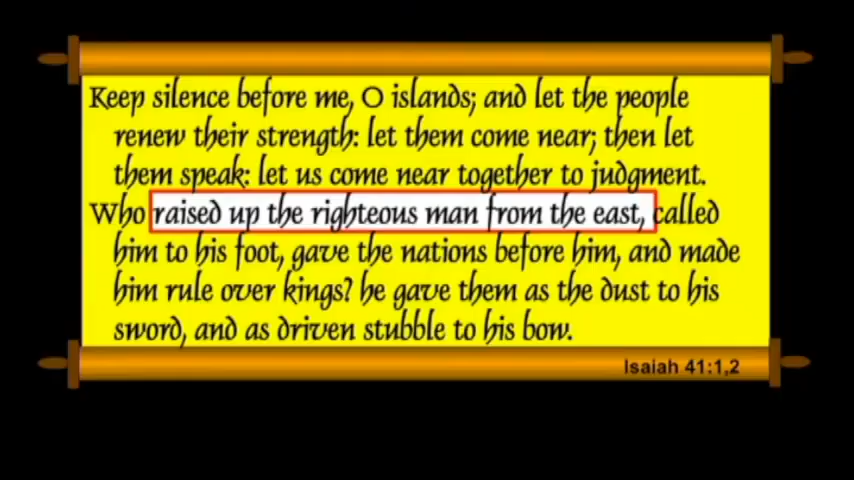 Keep silence before me, O islands; and let the people
renew their strength: let them come near; then let
them speak: let us come near together to judgment.
Who raised up the righteous man from the east, called
him to his foot, gave the nations before him, and made
him rule over kings? he gave them as the dust to his
sword, and as driven stubble to his bow.
Isaiah 41:1,2